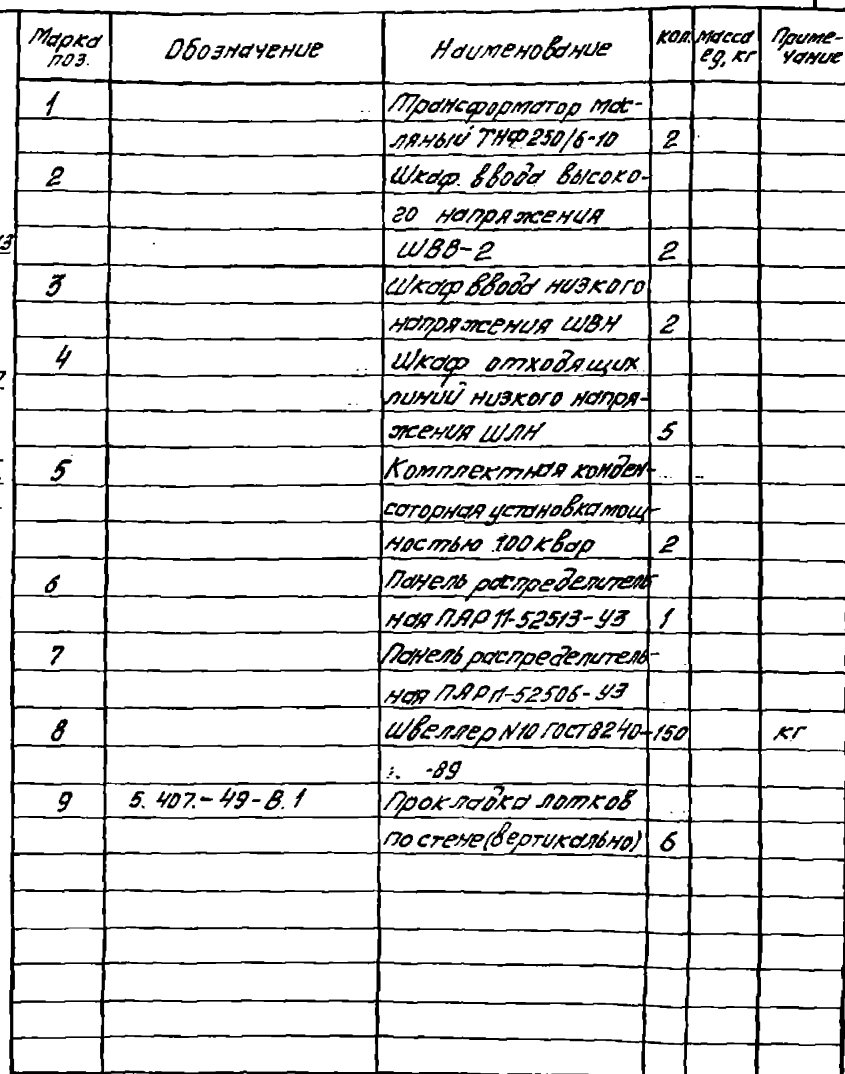 Марка поз. Обозначение Наименование кол. масса ед, кг Приме-чание
1 Трансформатор мас-
ляный ТНФ 250/6-10 2
2 Шкаф ввода высоко-
го напряжения
ШВВ-2 2
3 Шкаф ввода низкого
напряжения ШВН 2
4 Шкаф отходящих
линий низкого напря-
жения ШЛН 5
5 Комплектная конден-
саторная установка мощ-
ностью 100 квар 2
6 Панель распределитель
ная ПАР 11-52513-У3 1
7 Панель распределитель-
ная ПАР 11-52506-У3
8 Швеллер N10 ГОСТ 8240- 150 кг
-89
9 5.407.-49-В.1 Прокладка лотков
по стене (вертикально) 6